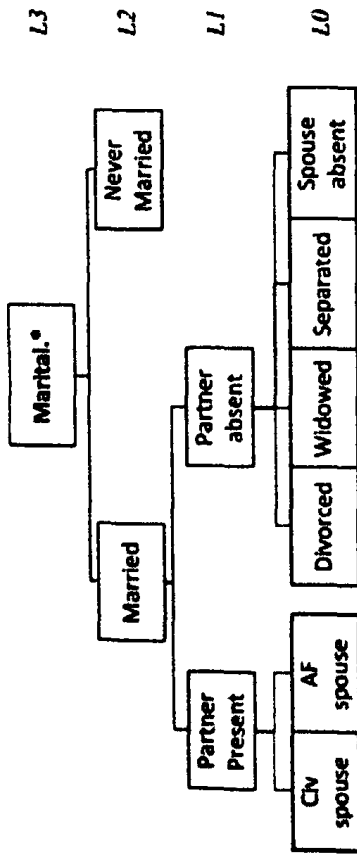 Marital.*
L3
Married
Never
Married
L2
Partner
Present
Partner
absent
L1
Civ
spouse
AF
spouse
Divorced
Widowed
Separated
Spouse
absent
L0